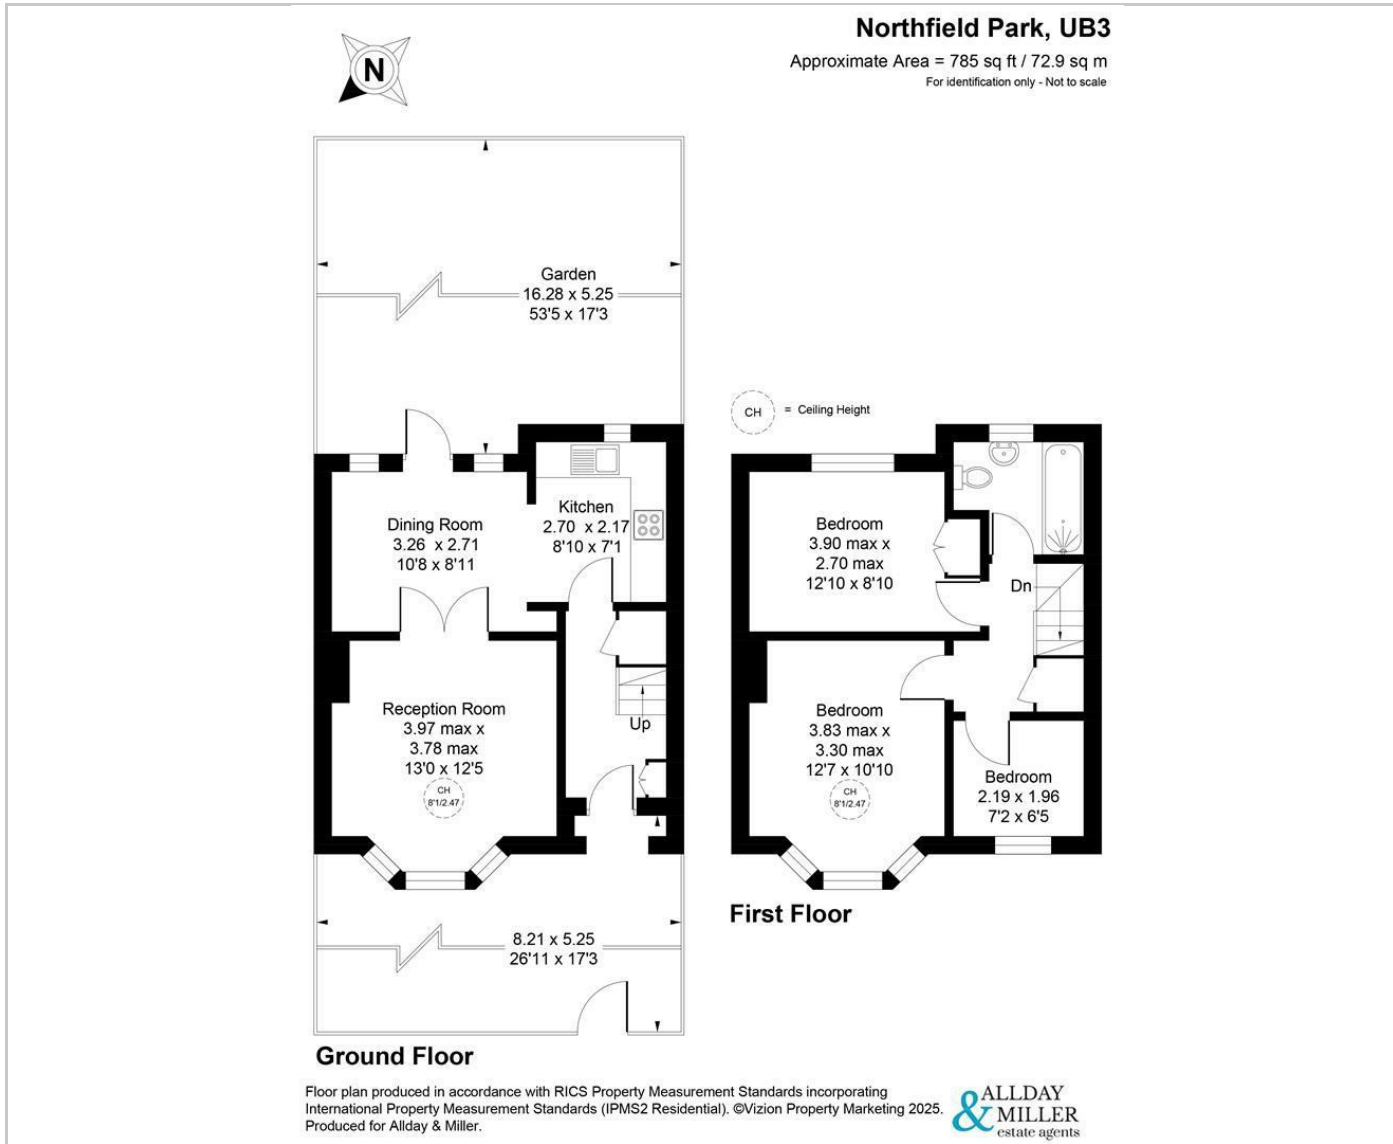 Northfield Park, UB3
Approximate Area = 785 sq ft / 72.9 sq m
For identification only - Not to scale
N
Garden
16.28 x 5.25
53'5 x 17'3
CH = Ceiling Height
Kitchen
2.70 x 2.17
8'10 x 7'1
Dining Room
3.26 x 2.71
10'8 x 8'11
Reception Room
3.97 max x
3.78 max
13'0 x 12'5
CH
8'1/2.47
Up
8.21 x 5.25
26'11 x 17'3
Ground Floor
Bedroom
3.90 max x
2.70 max
12'10 x 8'10
Dn
Bedroom
3.83 max x
3.30 max
12'7 x 10'10
CH
8'1/2.47
Bedroom
2.19 x 1.96
7'2 x 6'5
First Floor
Floor plan produced in accordance with RICS Property Measurement Standards incorporating
International Property Measurement Standards (IPMS2 Residential). ©Vizion Property Marketing 2025.
Produced for Allday & Miller.
ALLDAY
& MILLER
estate agents